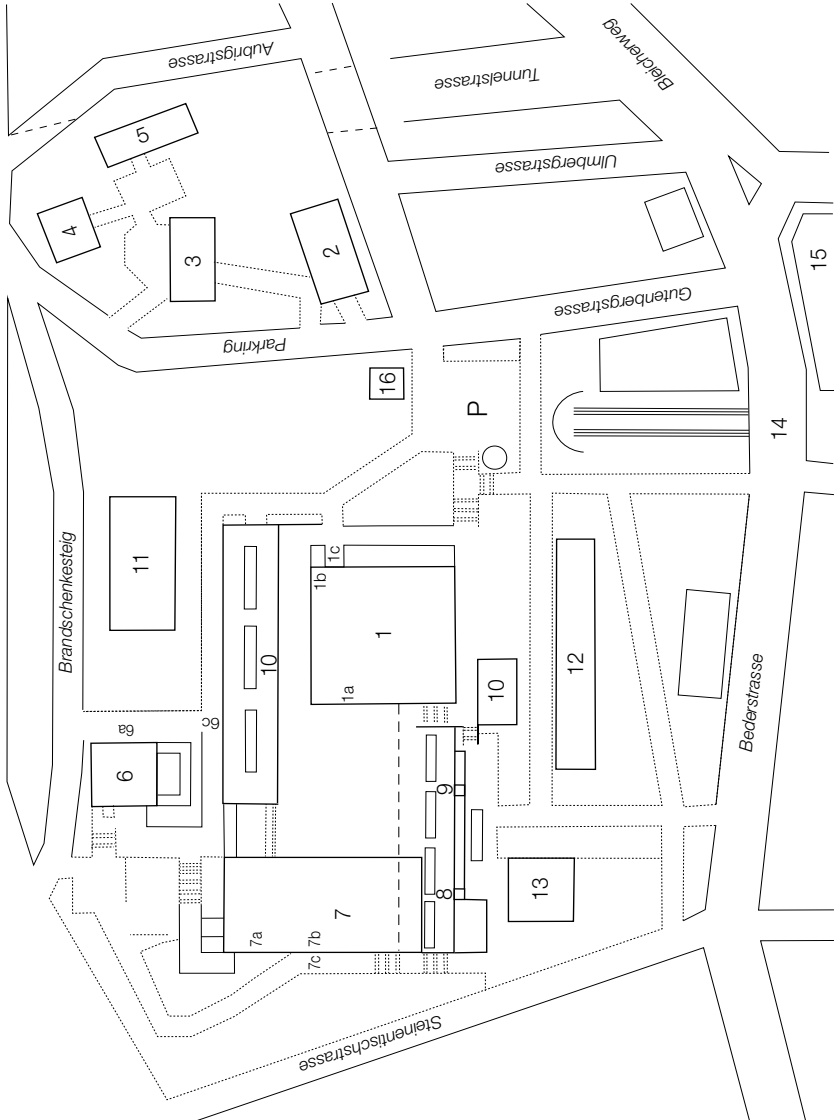 Aubrigstrasse
Tunnelstrasse
Bleicherweg
Ulmbergstrasse
5
4
3
2
15
Gutenbergstrasse
Parkring
16
P
14
Brandschenkesteig
11
10
1c
1b
1
1a
6a
6c
6
10
12
Bederstrasse
9
8
7
7a
7b
7c
13
Steinentischstrasse